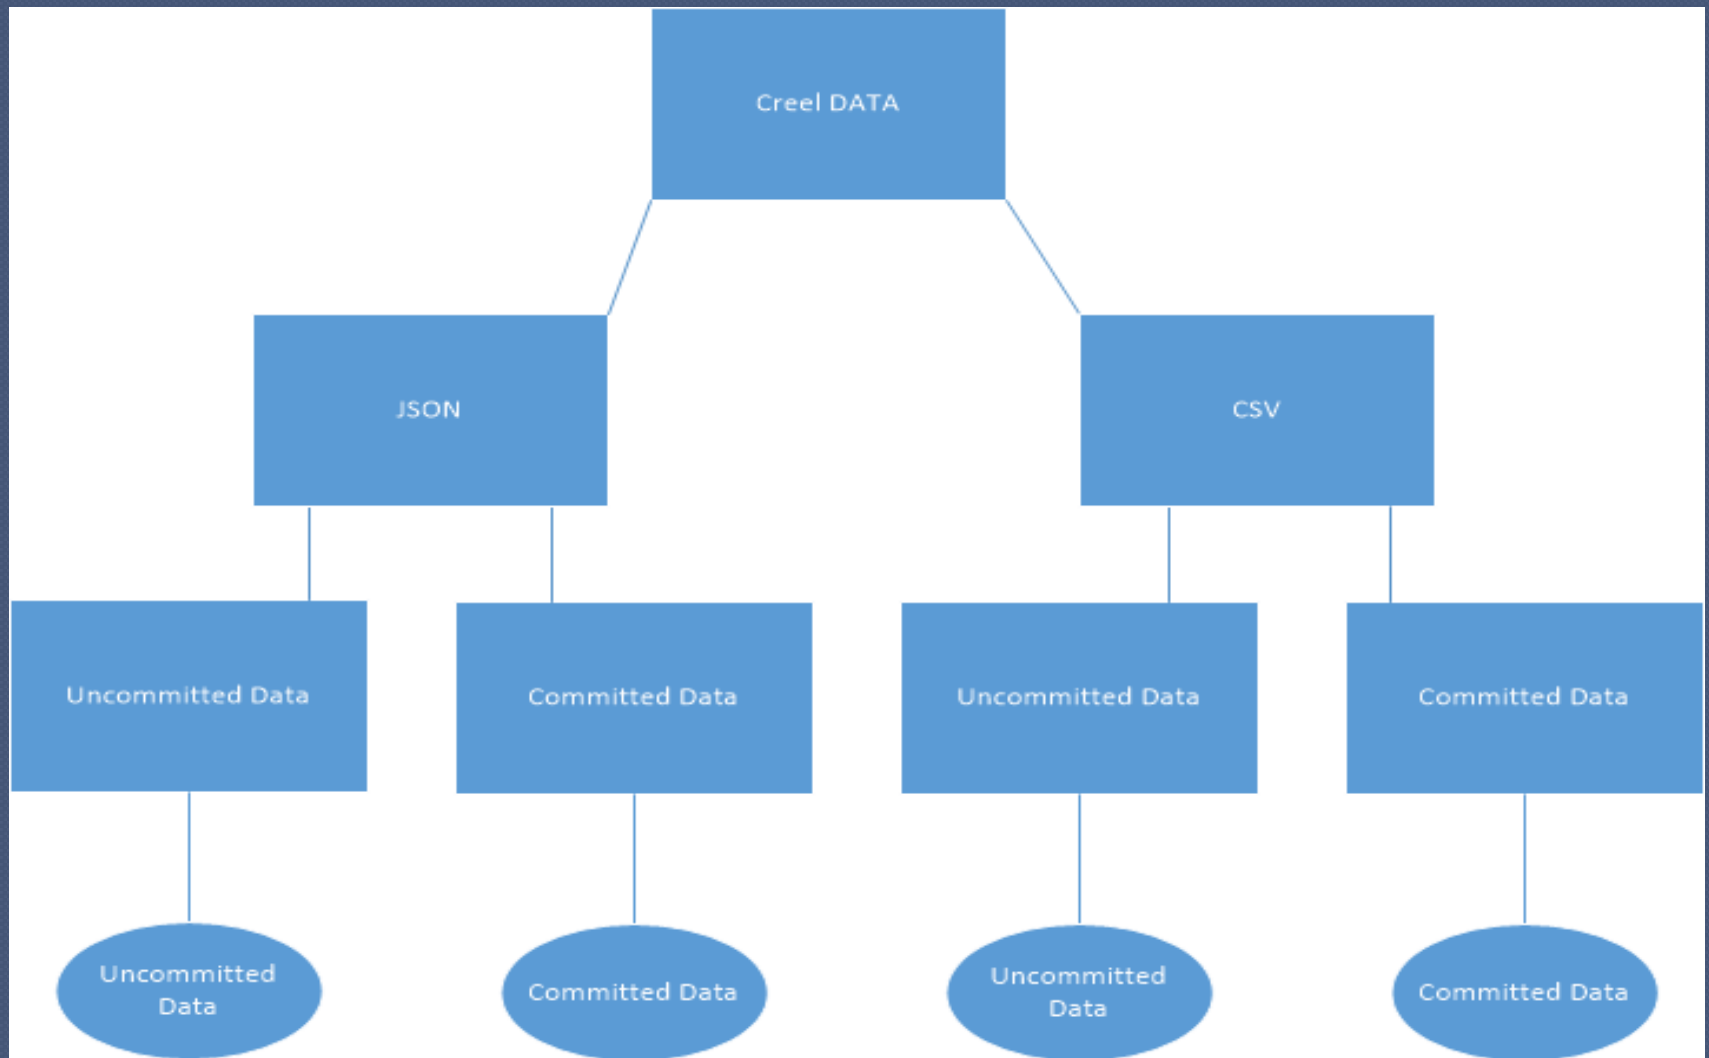 Creel DATA
JSON
CSV
Uncommitted Data
Committed Data
Uncommitted Data
Committed Data
Uncommitted
Data
Committed Data
Uncommitted
Data
Committed Data